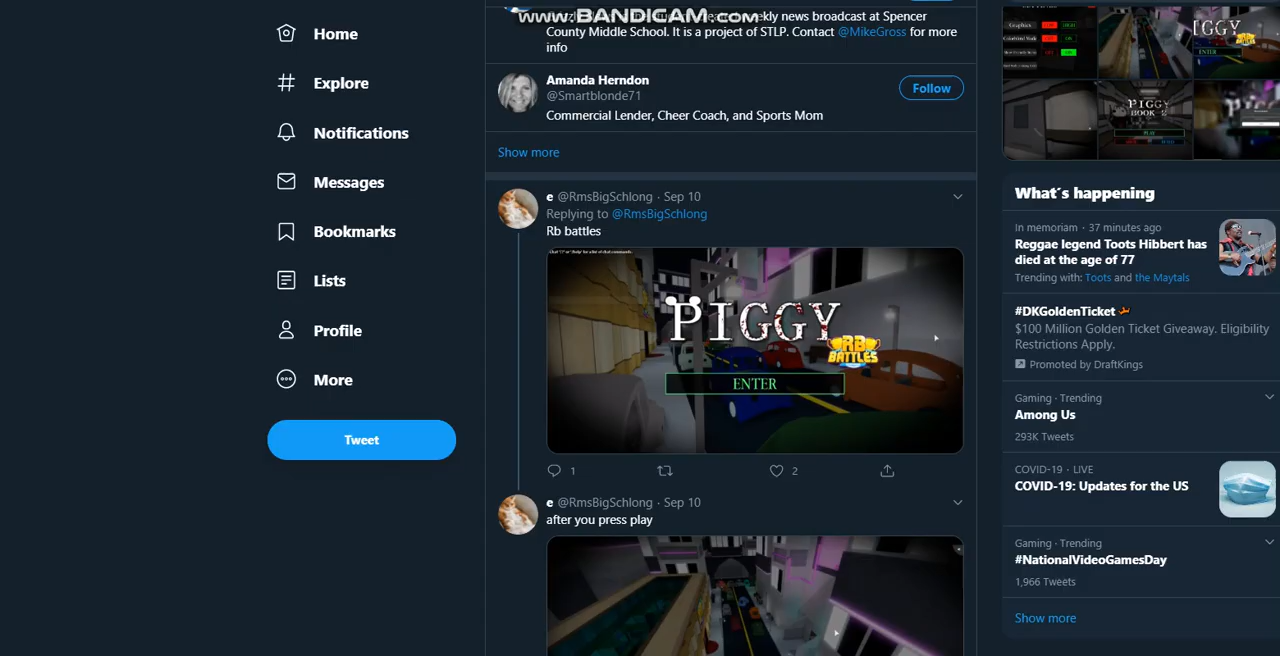 www.BANDICAM.com
Home
Explore
Notifications
Messages
Bookmarks
Lists
Profile
More
Tweet
weekly news broadcast at Spencer
County Middle School. It is a project of STLP. Contact @MikeGross for more
info
Amanda Herndon
@Smartblonde71
Follow
Commercial Lender, Cheer Coach, and Sports Mom
Show more
e @RmsBigSchlong · Sep 10
Replying to @RmsBigSchlong
Rb battles
PIGGY
RB BATTLES
ENTER
1
2
e @RmsBigSchlong · Sep 10
after you press play
PIGGY
ENTER
PIGGY
BOOK 2
PLAY
What's happening
In memoriam · 37 minutes ago
Reggae legend Toots Hibbert has
died at the age of 77
Trending with: Toots and the Maytals
#DKGoldenTicket
$100 Million Golden Ticket Giveaway. Eligibility
Restrictions Apply.
Promoted by DraftKings
Gaming · Trending
Among Us
293K Tweets
COVID-19 · LIVE
COVID-19: Updates for the US
Gaming · Trending
#NationalVideoGamesDay
1,966 Tweets
Show more